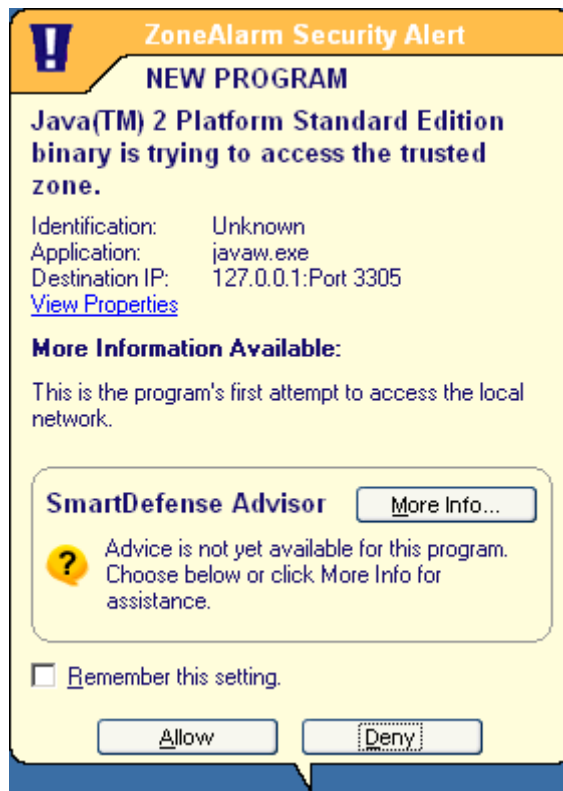 ZoneAlarm Security Alert
NEW PROGRAM
Java(TM) 2 Platform Standard Edition
binary is trying to access the trusted
zone.
Identification: Unknown
Application: javaw.exe
Destination IP: 127.0.0.1:Port 3305
View Properties
More Information Available:
This is the program's first attempt to access the local
network.
SmartDefense Advisor More Info...
Advice is not yet available for this program.
Choose below or click More Info for
assistance.
Remember this setting.
Allow Deny